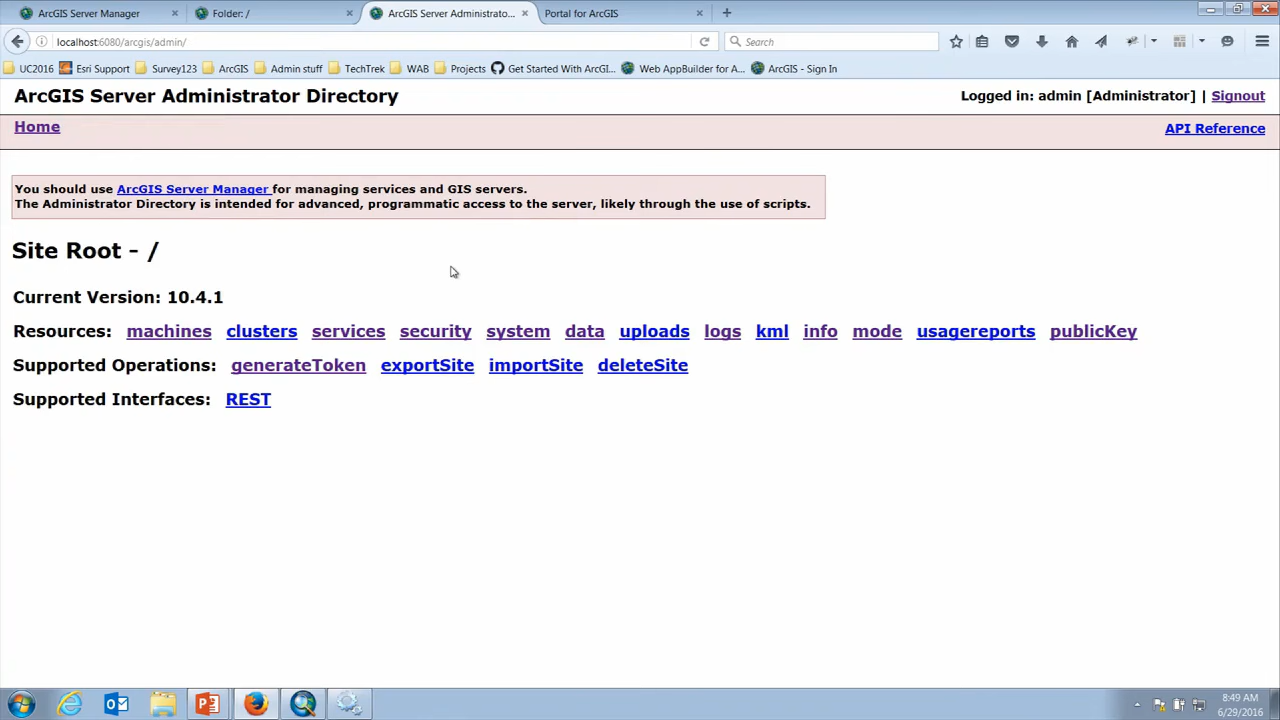 ArcGIS Server Manager × Folder: / × ArcGIS Server Administrato... × Portal for ArcGIS × +
localhost:6080/arcgis/admin/ Search
UC2016 Esri Support Survey123 ArcGIS Admin stuff TechTrek WAB Projects Get Started With ArcGI... Web AppBuilder for A... ArcGIS - Sign In
ArcGIS Server Administrator Directory Logged in: admin [Administrator] | Signout
Home API Reference
You should use ArcGIS Server Manager for managing services and GIS servers.
The Administrator Directory is intended for advanced, programmatic access to the server, likely through the use of scripts.
Site Root - /
Current Version: 10.4.1
Resources: machines clusters services security system data uploads logs kml info mode usagereports publicKey
Supported Operations: generateToken exportSite importSite deleteSite
Supported Interfaces: REST
8:49 AM
6/29/2016